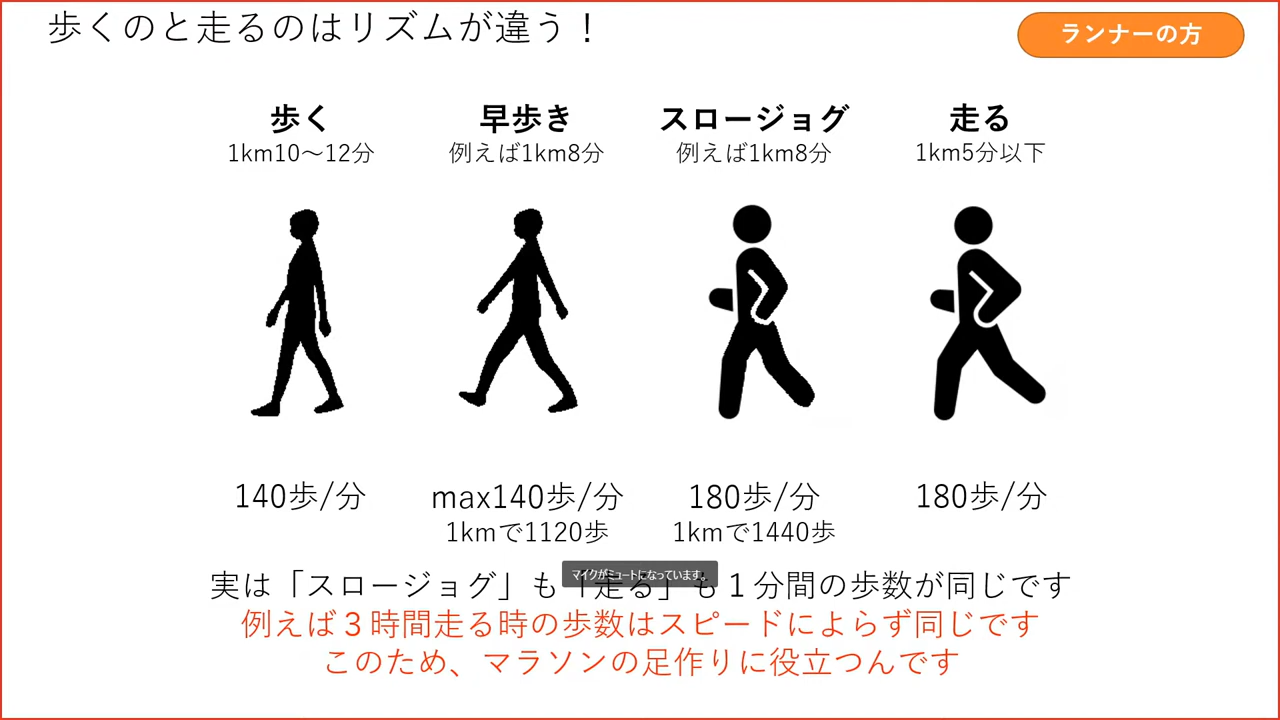 歩くのと走るのはリズムが違う！
ランナーの方
歩く
1km10～12分
早歩き
例えば1km8分
スロージョグ
例えば1km8分
走る
1km5分以下
140歩/分
max140歩/分
1kmで1120歩
180歩/分
1kmで1440歩
180歩/分
マイクがミュートになっています。
実は「スロージョグ」も「走る」も１分間の歩数が同じです
例えば３時間走る時の歩数はスピードによらず同じです
このため、マラソンの足作りに役立つんです